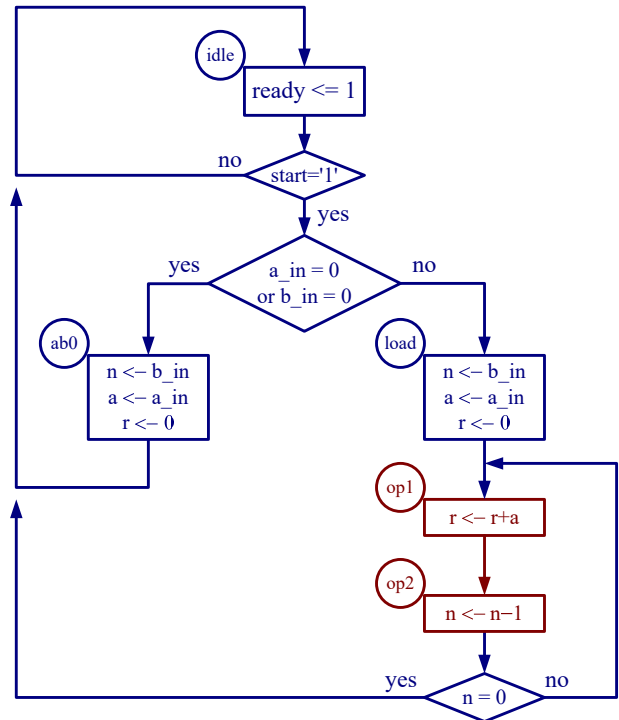 idle
ready <= 1
no
start='1'
yes
yes
a_in = 0
or b_in = 0
no
ab0
n <– b_in
a <– a_in
r <– 0
load
n <– b_in
a <– a_in
r <– 0
op1
r <– r+a
op2
n <– n−1
yes
n = 0
no